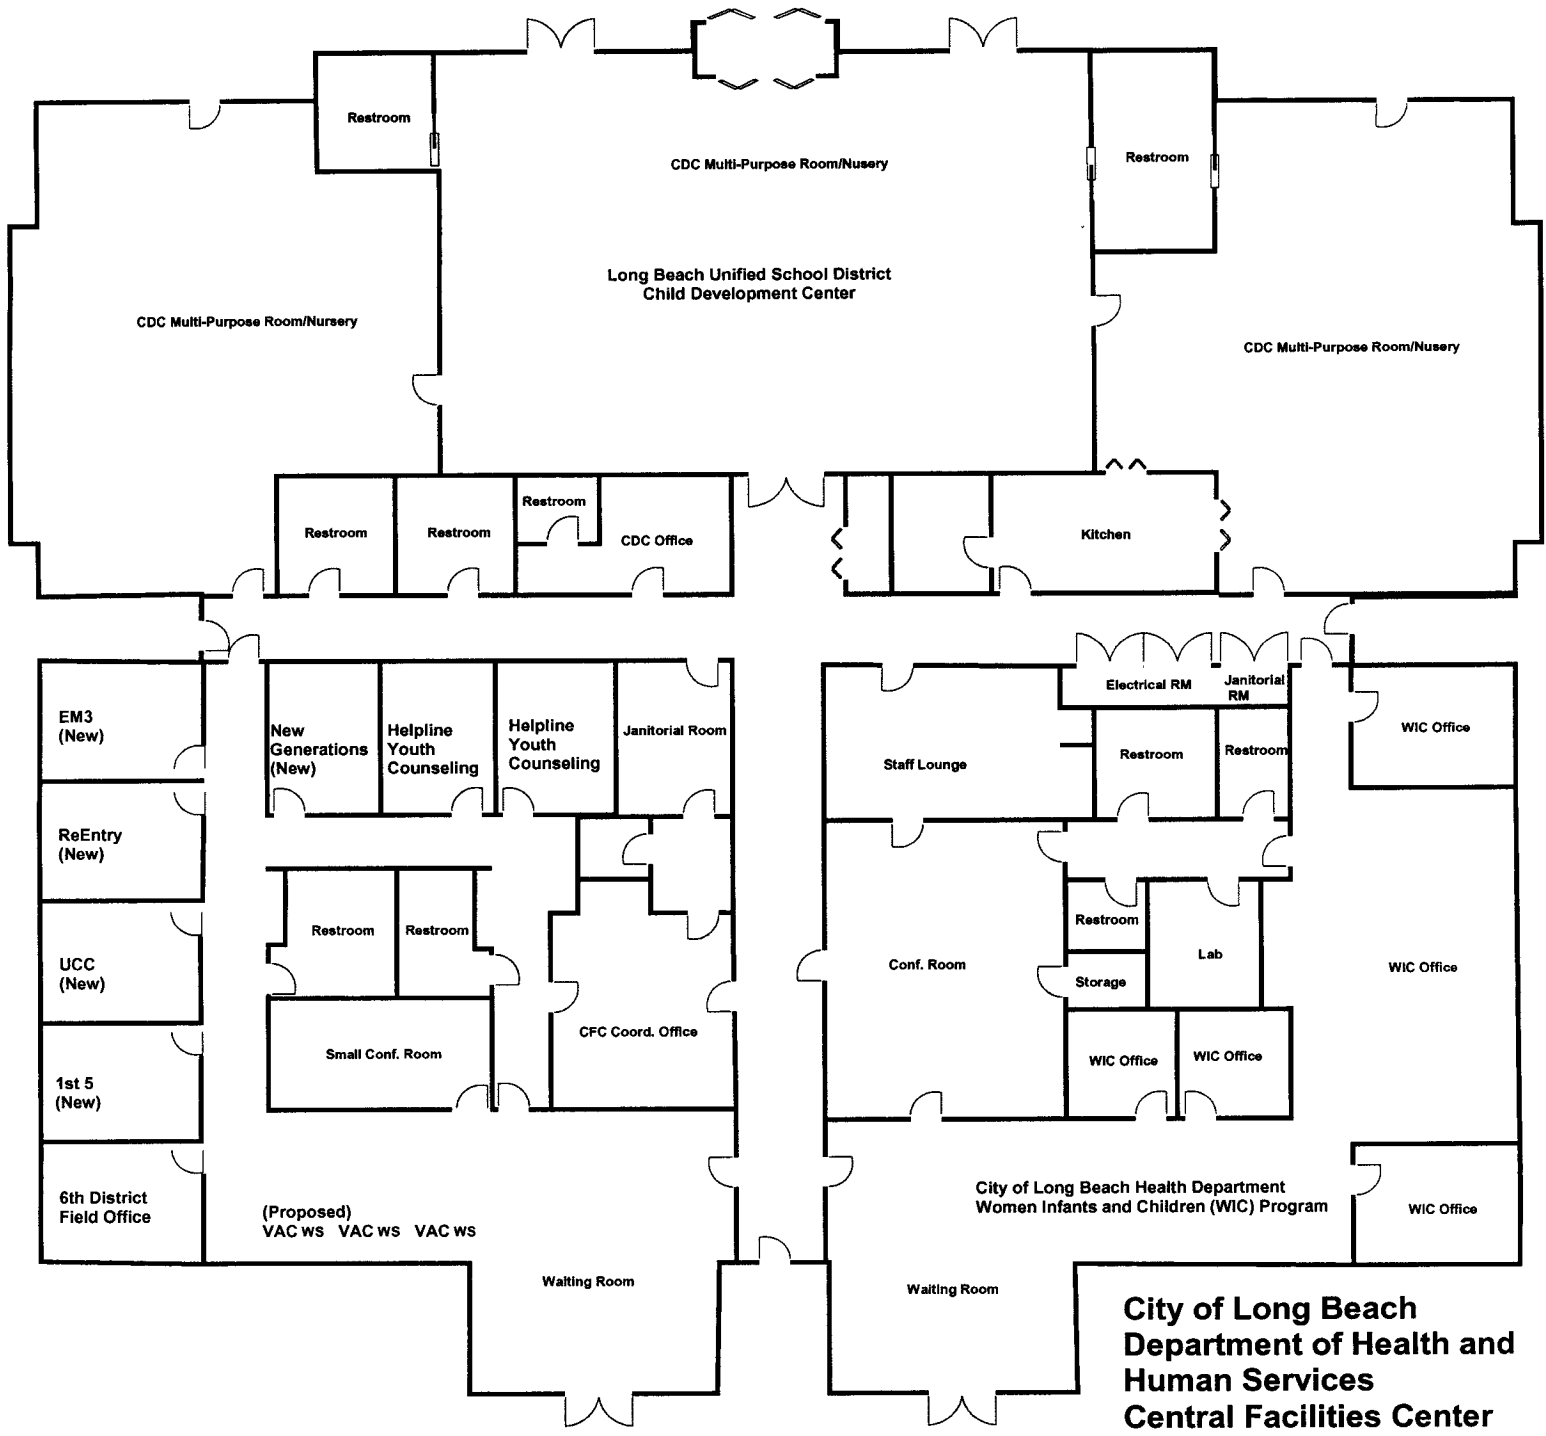 Restroom
CDC Multi-Purpose Room/Nusery
Restroom
Long Beach Unified School District
Child Development Center
CDC Multi-Purpose Room/Nursery
CDC Multi-Purpose Room/Nusery
Restroom
Restroom
Restroom
CDC Office
Kitchen
EM3
(New)
New
Generations
(New)
Helpline
Youth
Counseling
Helpline
Youth
Counseling
Janitorial Room
Staff Lounge
Electrical RM
Janitorial
RM
Restroom
Restroom
WIC Office
ReEntry
(New)
Restroom
Restroom
UCC
(New)
Conf. Room
Restroom
Storage
Lab
WIC Office
Small Conf. Room
CFC Coord. Office
WIC Office
WIC Office
1st 5
(New)
6th District
Field Office
(Proposed)
VAC WS VAC WS VAC WS
Waiting Room
City of Long Beach Health Department
Women Infants and Children (WIC) Program
WIC Office
Waiting Room
City of Long Beach
Department of Health and
Human Services
Central Facilities Center